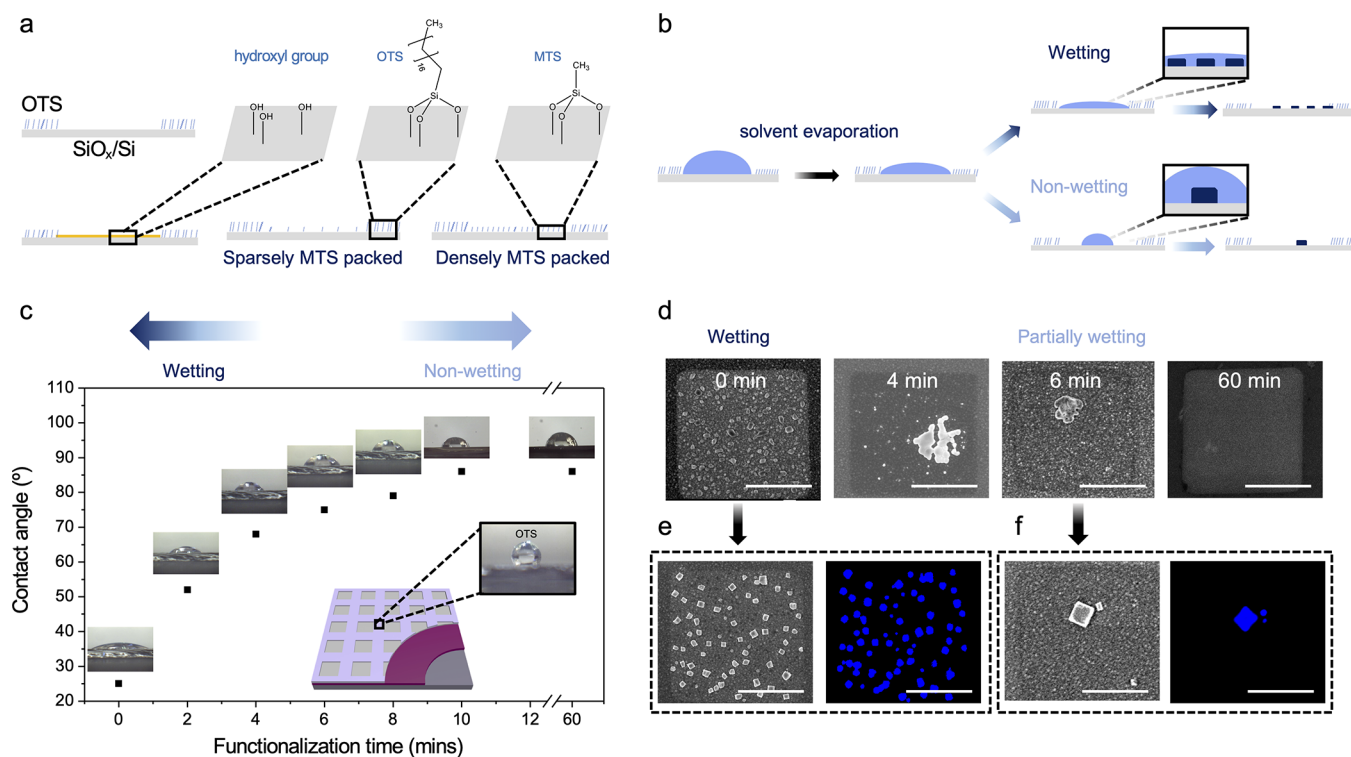 a
hydroxyl group
OTS
MTS
CH3
16
CH3
Si
O
O
O
Si
O
O
O
OH
OH
OH
OTS
SiOx/Si
Sparsely MTS packed
Densely MTS packed
b
Wetting
solvent evaporation
Non-wetting
c
Wetting
Non-wetting
Contact angle (º)
110
100
90
80
70
60
50
40
30
20
OTS
0
2
4
6
8
10
12
60
Functionalization time (mins)
d
Wetting
Partially wetting
0 min
4 min
6 min
60 min
e
f